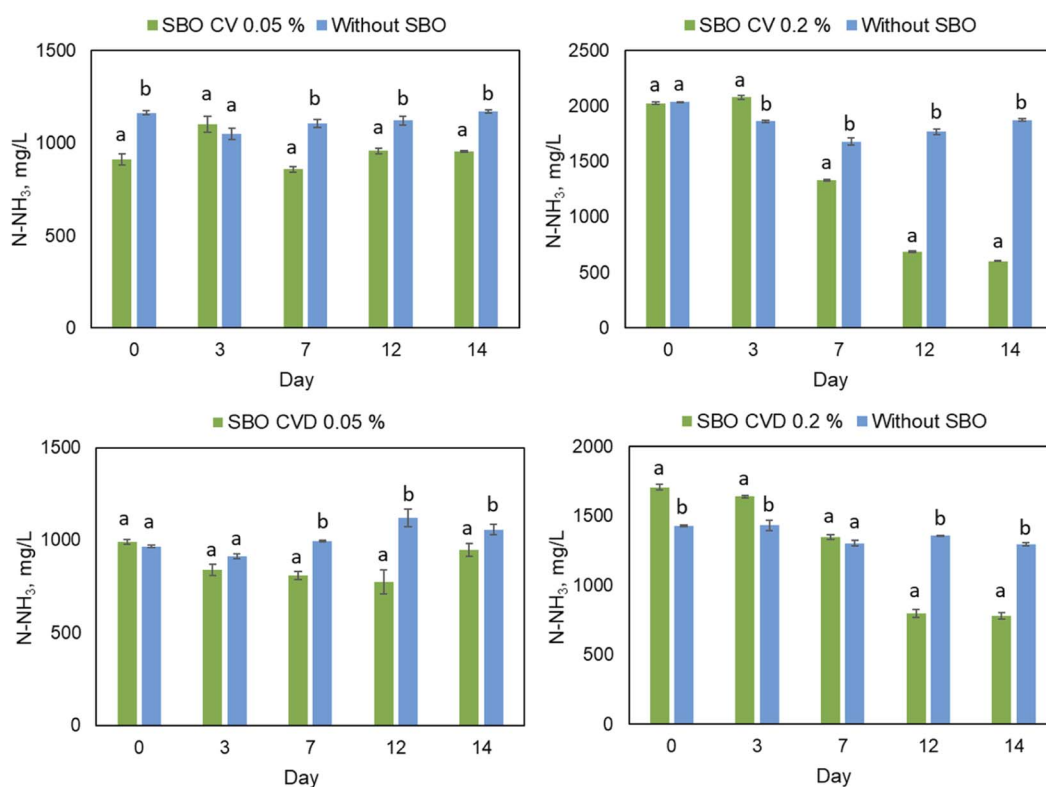 SBO CV 0.05 % Without SBO
1500
1000
500
0
N-NH3, mg/L
a b a a a b a b a b
0 3 7 12 14
Day
SBO CV 0.2 % Without SBO
2500
2000
1500
1000
500
0
N-NH3, mg/L
a a a b a b a b a b
0 3 7 12 14
Day
SBO CVD 0.05 %
1500
1000
500
0
N-NH3, mg/L
a a a a a b a b a b
0 3 7 12 14
Day
SBO CVD 0.2 % Without SBO
2000
1500
1000
500
0
N-NH3, mg/L
a b a b a a a b a b
0 3 7 12 14
Day